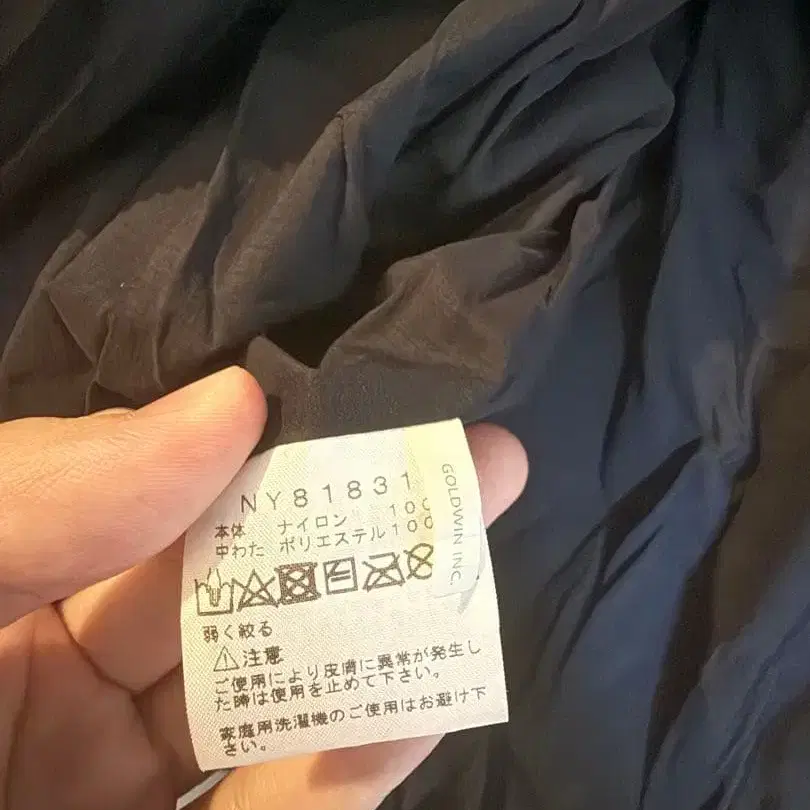 NY81831
本体 ナイロン 100
中わた ポリエステル100
弱く絞る
注意
ご使用により皮膚に異常が発生し
た時は使用を止めて下さい。
家庭用洗濯機のご使用はお避け下
さい。
GOLDWIN INC.